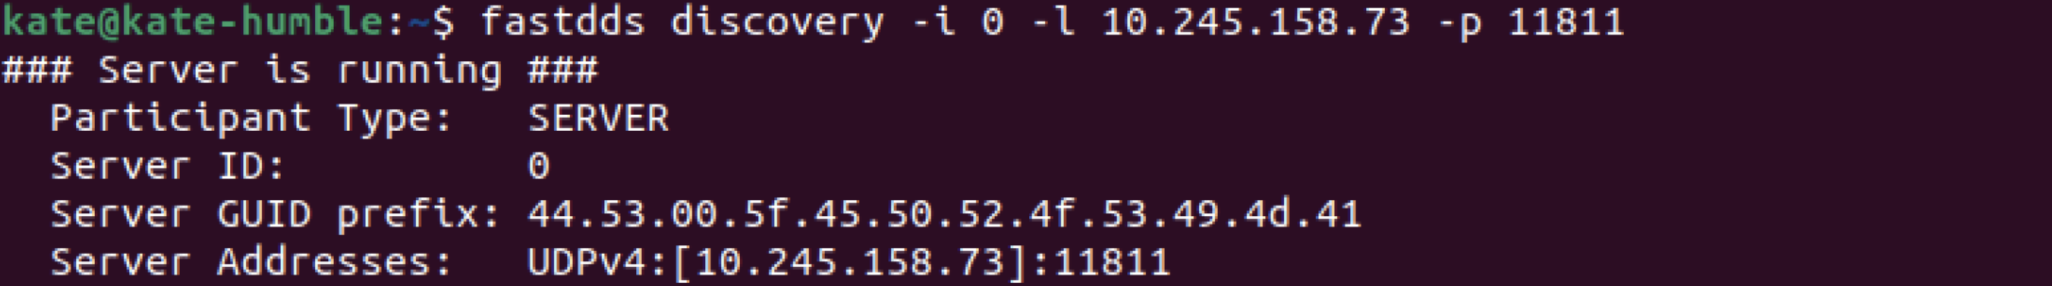 kate@kate-humble:~$ fastdds discovery -i 0 -l 10.245.158.73 -p 11811
### Server is running ###
  Participant Type:   SERVER
  Server ID:          0
  Server GUID prefix: 44.53.00.5f.45.50.52.4f.53.49.4d.41
  Server Addresses:   UDPv4:[10.245.158.73]:11811